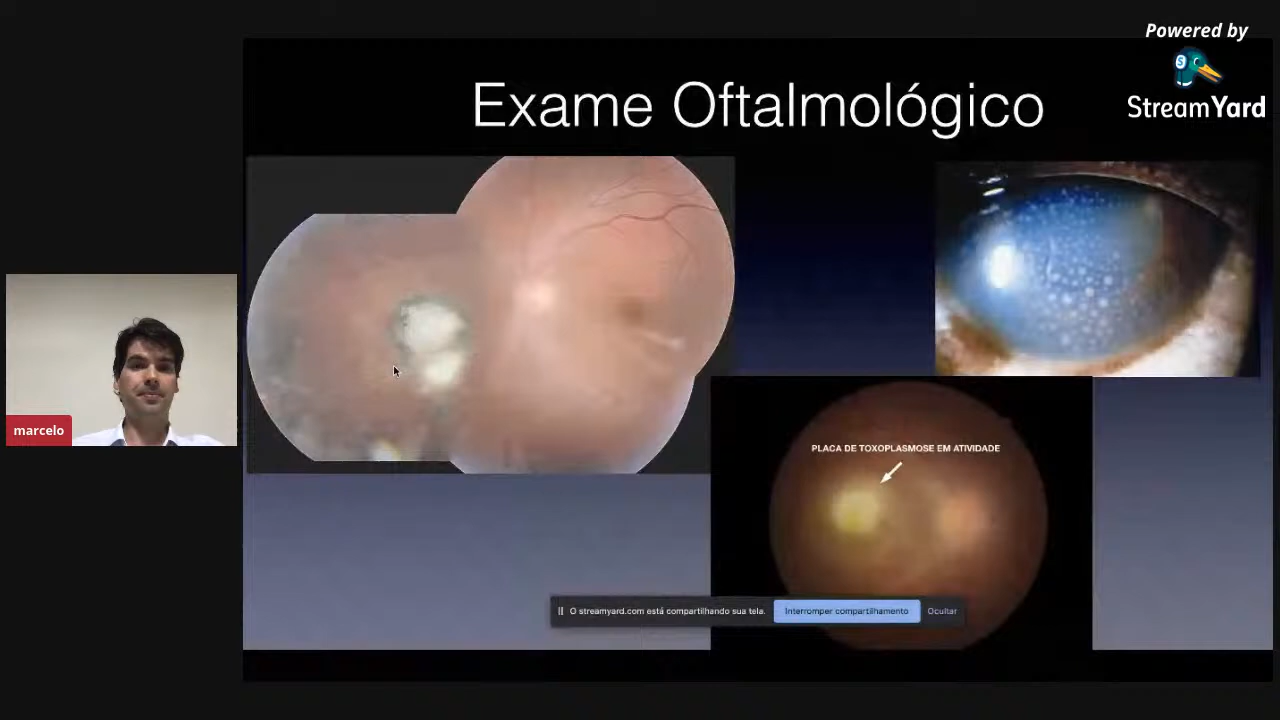 Powered by
S
StreamYard
Exame Oftalmológico
marcelo
PLACA DE TOXOPLASMOSE EM ATIVIDADE
O streamyard.com está compartilhando sua tela.
Interromper compartilhamento
Ocultar